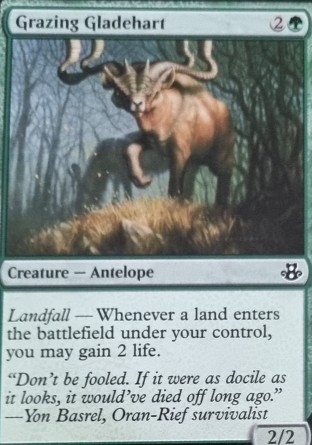 Grazing Gladehart 2
Creature — Antelope
Landfall — Whenever a land enters
the battlefield under your control,
you may gain 2 life.
“Don’t be fooled. If it were as docile as
it looks, it would’ve died off long ago.”
—Yon Basrel, Oran-Rief survivalist
2/2